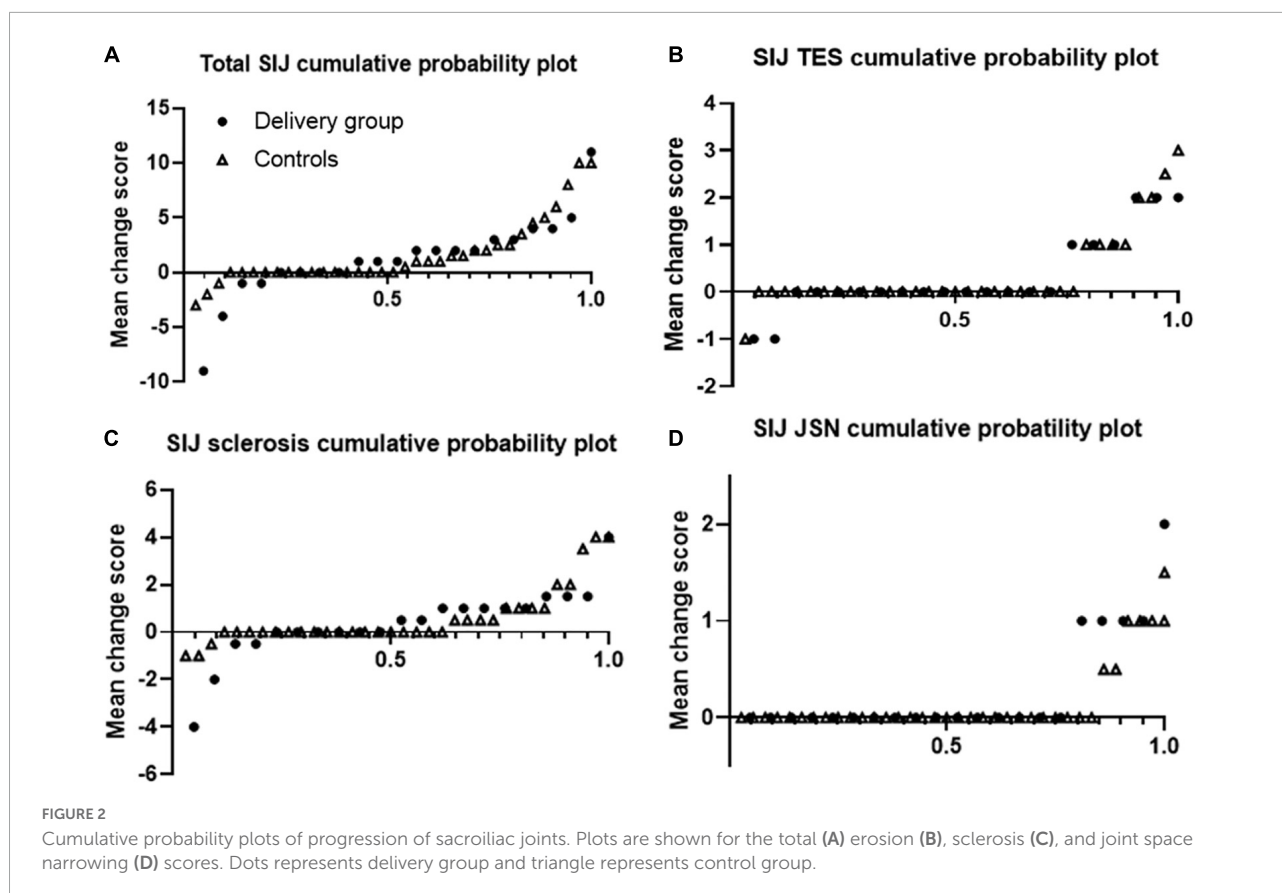 A
Total SIJ cumulative probability plot
Mean change score
15
10
5
0
-5
-10
0.5
1.0
Delivery group
Controls
B
SIJ TES cumulative probability plot
Mean change score
4
3
2
1
0
-1
-2
0.5
1.0
C
SIJ sclerosis cumulative probability plot
Mean change score
6
4
2
0
-2
-4
-6
0.5
1.0
D
SIJ JSN cumulative probatility plot
Mean change score
2
1
0
0.5
1.0
FIGURE 2
Cumulative probability plots of progression of sacroiliac joints. Plots are shown for the total (A) erosion (B), sclerosis (C), and joint space
narrowing (D) scores. Dots represents delivery group and triangle represents control group.